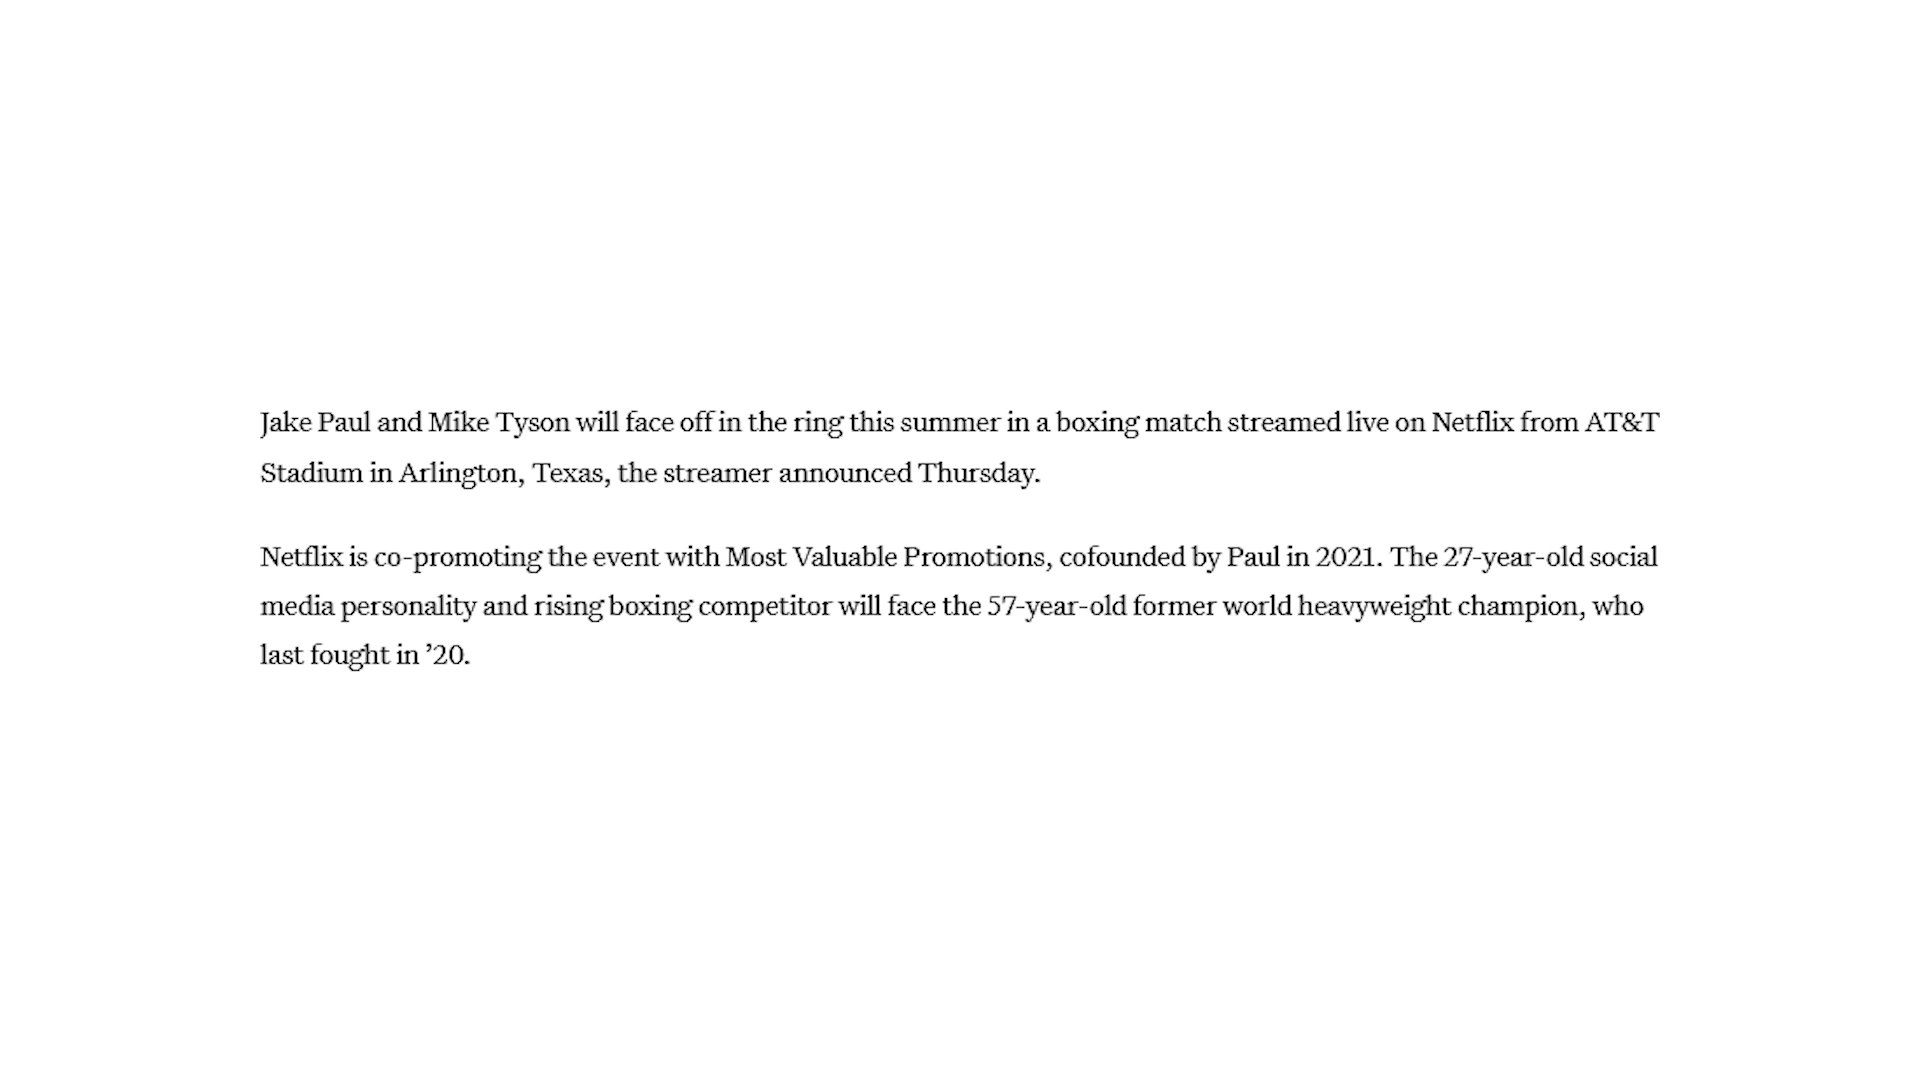 Jake Paul and Mike Tyson will face off in the ring this summer in a boxing match streamed live on Netflix from AT&T
Stadium in Arlington, Texas, the streamer announced Thursday.
Netflix is co-promoting the event with Most Valuable Promotions, cofounded by Paul in 2021. The 27-year-old social
media personality and rising boxing competitor will face the 57-year-old former world heavyweight champion, who
last fought in ’20.